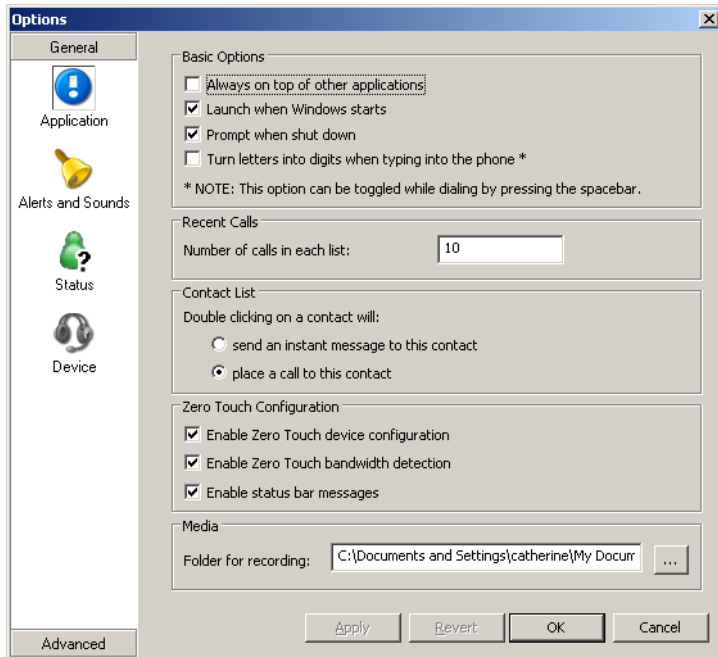 Options
General
Application
Alerts and Sounds
Status
Device
Advanced
Basic Options
Always on top of other applications
Launch when Windows starts
Prompt when shut down
Turn letters into digits when typing into the phone *
* NOTE: This option can be toggled while dialing by pressing the spacebar.
Recent Calls
Number of calls in each list: 10
Contact List
Double clicking on a contact will:
send an instant message to this contact
place a call to this contact
Zero Touch Configuration
Enable Zero Touch device configuration
Enable Zero Touch bandwidth detection
Enable status bar messages
Media
Folder for recording: C:\Documents and Settings\catherine\My Docum ...
Apply Revert OK Cancel